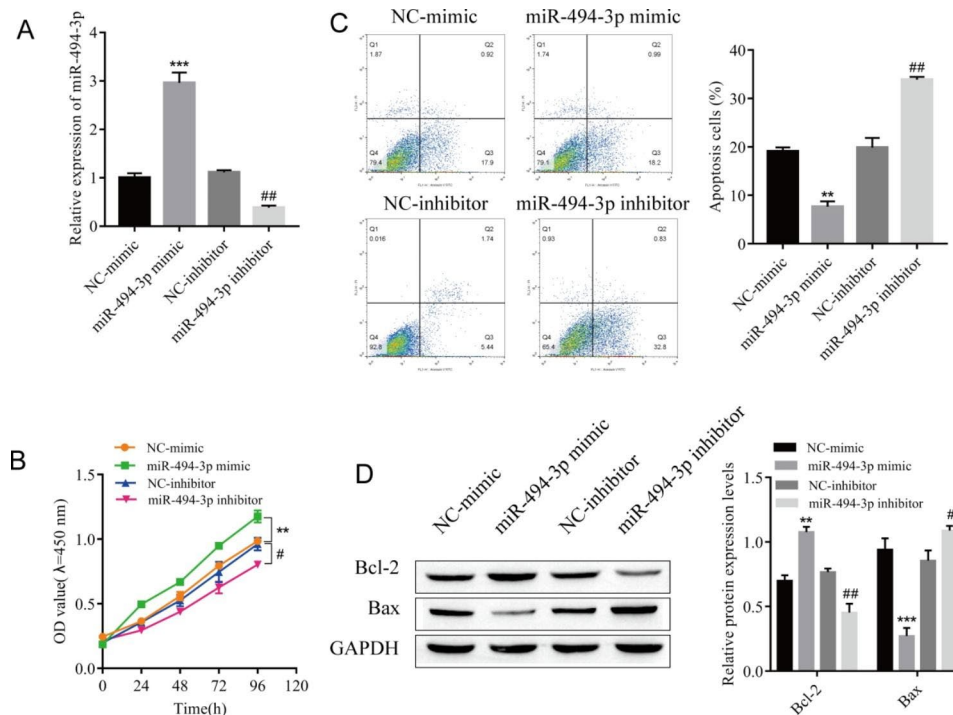 A
Relative expression of miR-494-3p
4
3
2
1
0
***
##
NC-mimic
miR-494-3p mimic
NC-inhibitor
miR-494-3p inhibitor
C
NC-mimic
miR-494-3p mimic
Q1
1.87
Q2
0.92
Q4
79.4
Q3
17.9
Q1
1.74
Q2
0.99
Q4
79.1
Q3
18.2
NC-inhibitor
miR-494-3p inhibitor
Q1
0.016
Q2
1.74
Q4
92.8
Q3
5.44
Q1
0.93
Q2
0.83
Q4
65.4
Q3
32.8
Apoptosis cells (%)
40
30
20
10
0
**
##
NC-mimic
miR-494-3p mimic
NC-inhibitor
miR-494-3p inhibitor
B
NC-mimic
miR-494-3p mimic
NC-inhibitor
miR-494-3p inhibitor
OD value( λ=450 nm)
1.5
1.0
0.5
0.0
**
#
0 24 48 72 96 120
Time(h)
D
NC-mimic
miR-494-3p mimic
NC-inhibitor
miR-494-3p inhibitor
Bcl-2
Bax
GAPDH
NC-mimic
miR-494-3p mimic
NC-inhibitor
miR-494-3p inhibitor
Relative protein expression levels
1.5
1.0
0.5
0.0
**
##
***
#
Bcl-2
Bax